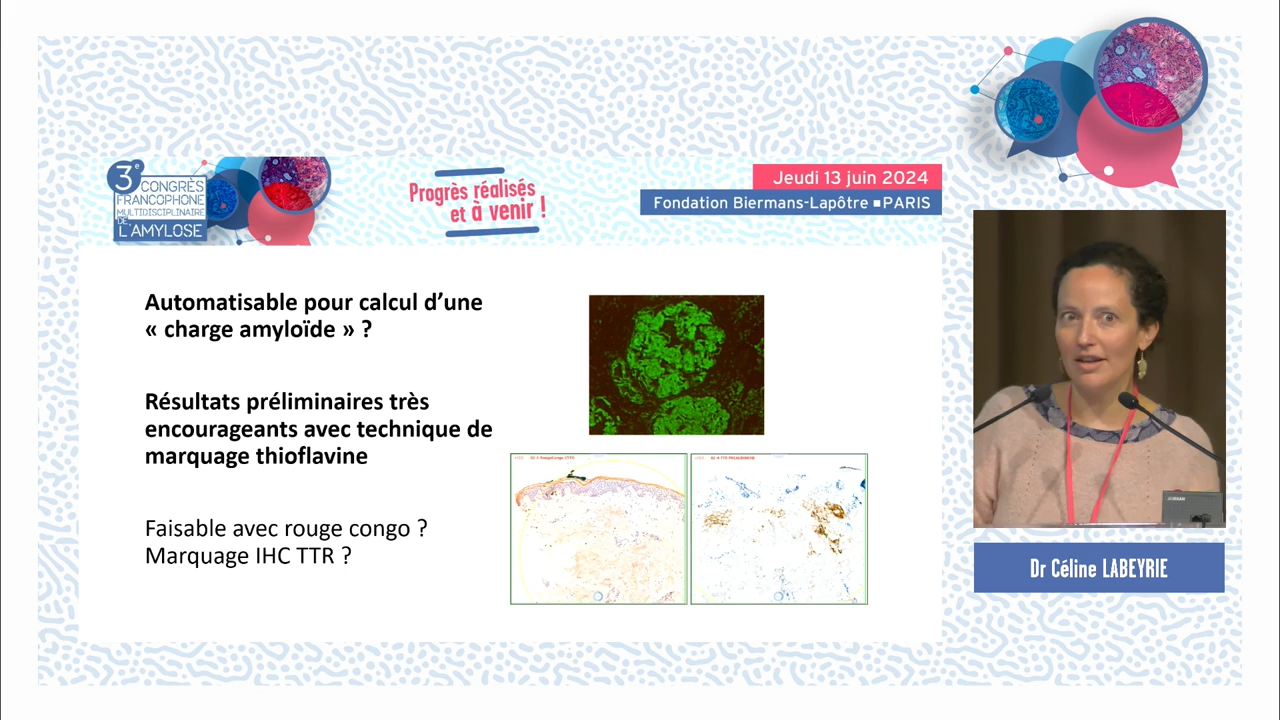 3e
CONGRÈS
FRANCOPHONE
MULTIDISCIPLINAIRE
DE
L'AMYLOSE
Progrès réalisés
et à venir !
Jeudi 13 juin 2024
Fondation Biermans-Lapôtre ■ PARIS
Automatisable pour calcul d’une
« charge amyloïde » ?
Résultats préliminaires très
encourageants avec technique de
marquage thioflavine
Faisable avec rouge congo ?
Marquage IHC TTR ?
Dr Céline LABEYRIE